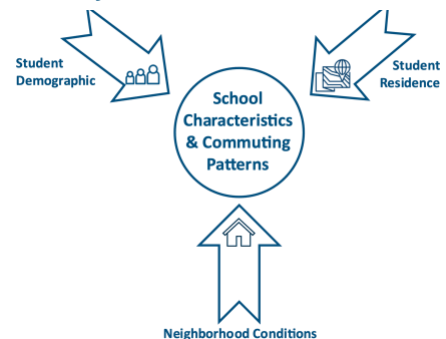 Student
Demographic
Student
Residence
School
Characteristics
& Commuting
Patterns
Neighborhood Conditions